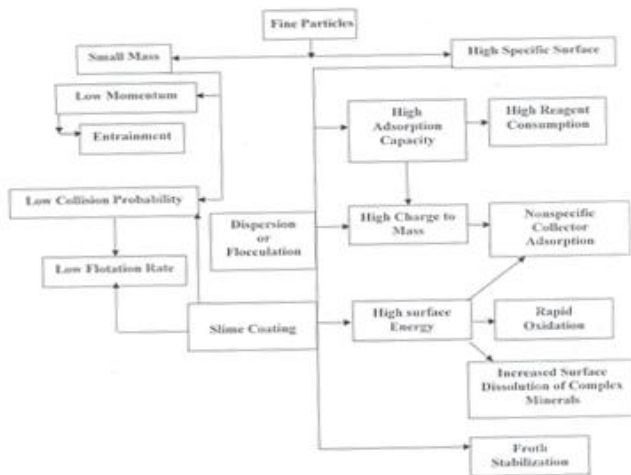 Fine Particles
Small Mass
High Specific Surface
Low Momentum
Entrainment
High
Adsorption
Capacity
High Reagent
Consumption
Low Collision Probability
Dispersion
or
Flocculation
High Charge to
Mass
Nonspecific
Collector
Adsorption
Low Flotation Rate
Slime Coating
High surface
Energy
Rapid
Oxidation
Increased Surface
Dissolution of Complex
Minerals
Froth
Stabilization